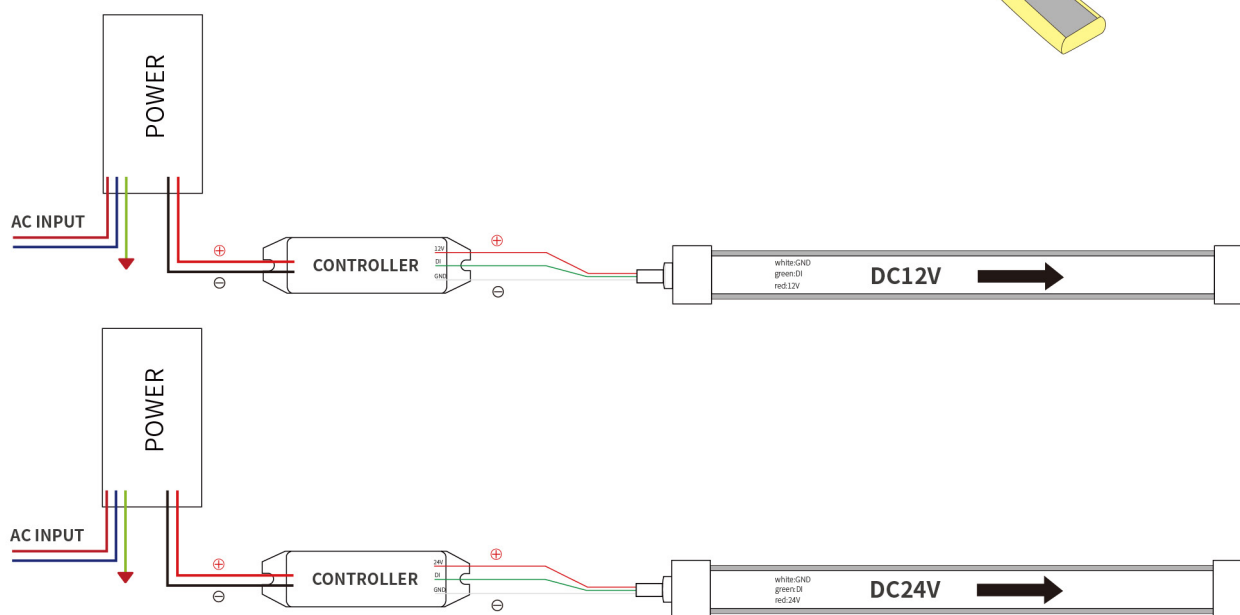 POWER
AC INPUT
⊕
⊖
CONTROLLER
12V
DI
GND
⊕
⊖
white:GND
green:DI
red:12V
DC12V
POWER
AC INPUT
⊕
⊖
CONTROLLER
24V
DI
GND
⊕
⊖
white:GND
green:DI
red:24V
DC24V